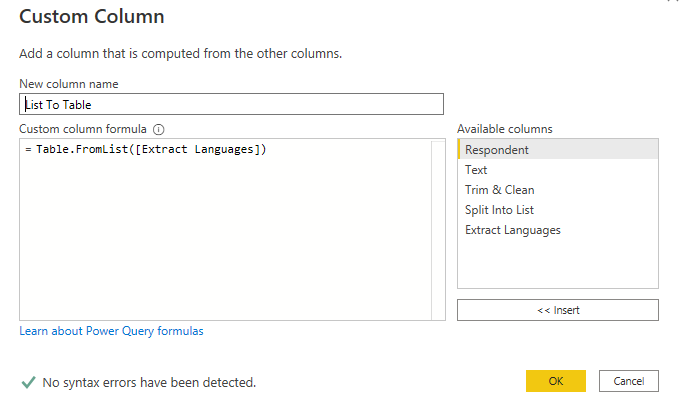 Custom Column
Add a column that is computed from the other columns.
New column name
List To Table
Custom column formula
Available columns
= Table.FromList([Extract Languages])
Respondent
Text
Trim & Clean
Split Into List
Extract Languages
<< Insert
Learn about Power Query formulas
No syntax errors have been detected.
OK
Cancel